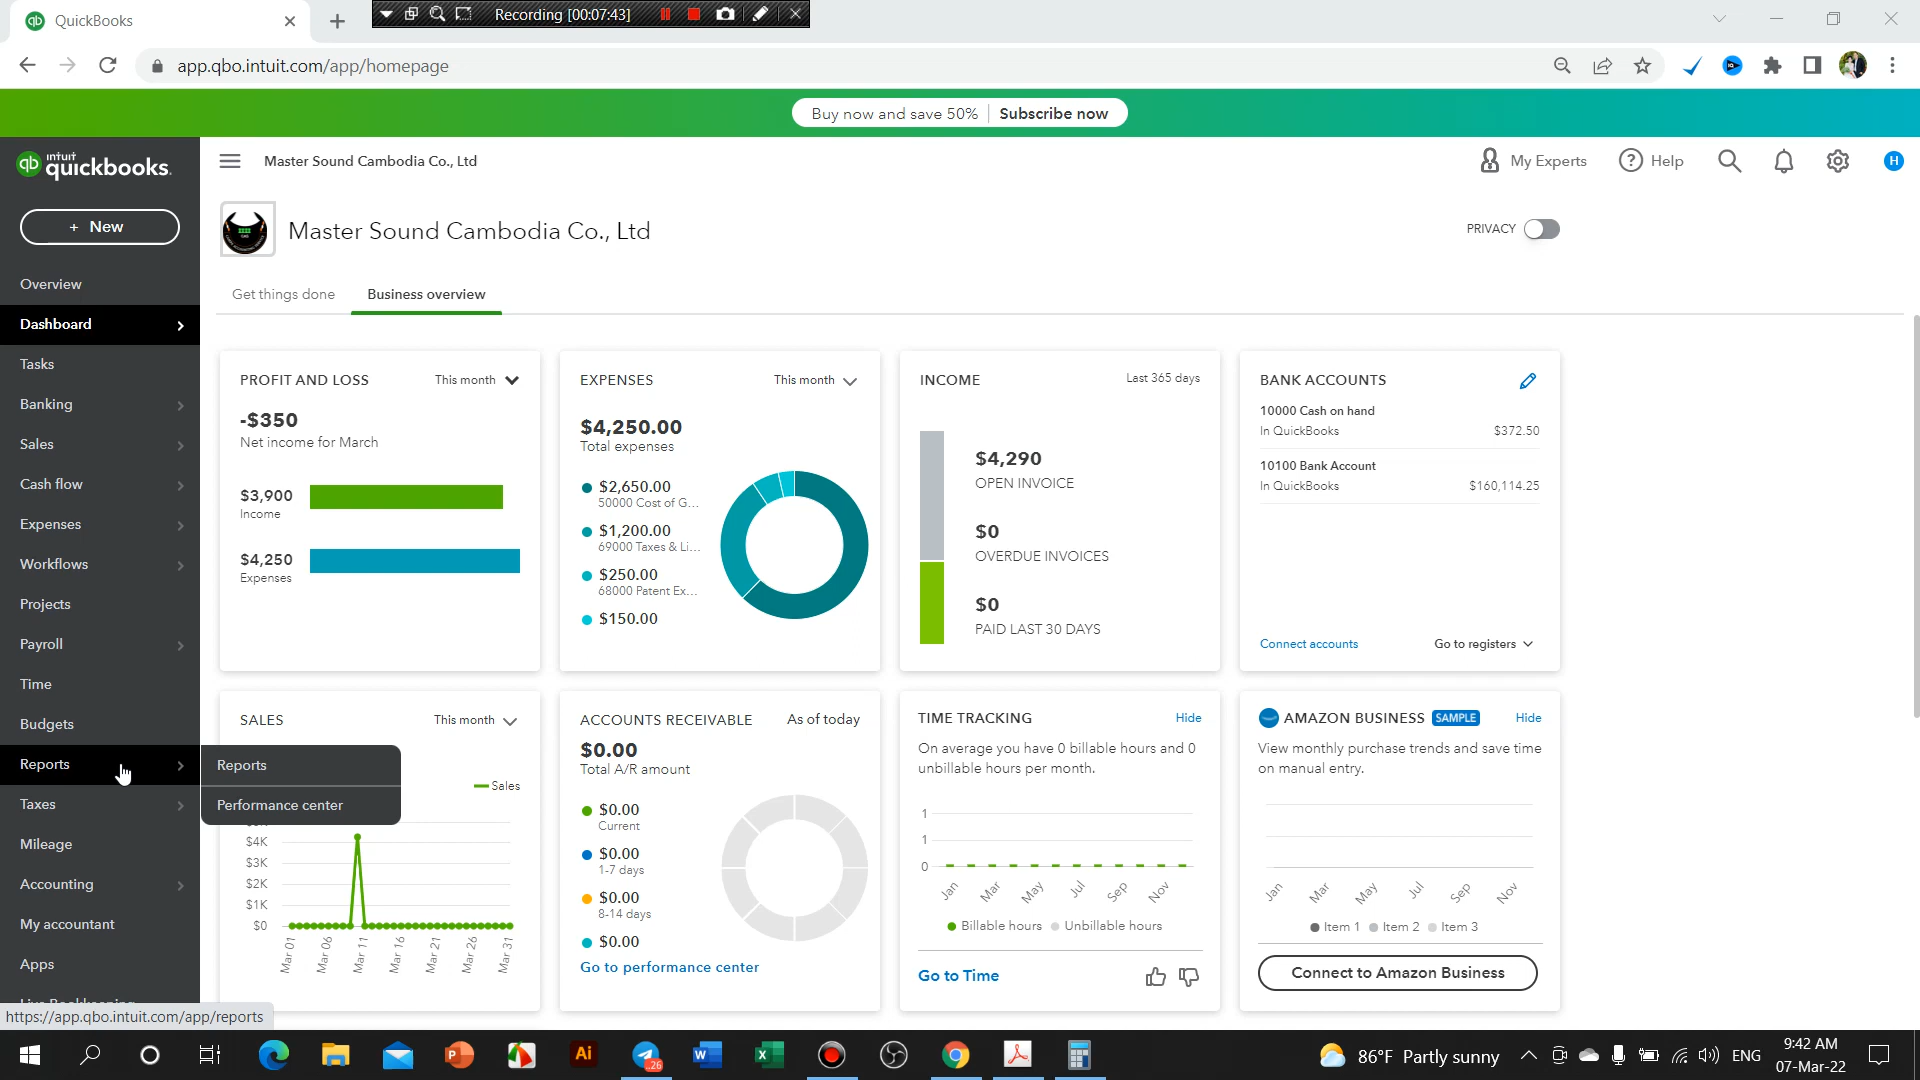 QuickBooks
Recording [00:07:43]
app.qbo.intuit.com/app/homepage
Buy now and save 50% Subscribe now
intuit
quickbooks.
Master Sound Cambodia Co., Ltd
My Experts
Help
H
+ New
Master Sound Cambodia Co., Ltd
PRIVACY
Get things done
Business overview
Overview
Dashboard
Tasks
Banking
Sales
Cash flow
Expenses
Workflows
Projects
Payroll
Time
Budgets
Reports
Taxes
Mileage
Accounting
My accountant
Apps
Reports
Performance center
PROFIT AND LOSS This month
-$350
Net income for March
$3,900
Income
$4,250
Expenses
EXPENSES This month
$4,250.00
Total expenses
$2,650.00
50000 Cost of G...
$1,200.00
69000 Taxes & Li...
$250.00
68000 Patent Ex...
$150.00
INCOME Last 365 days
$4,290
OPEN INVOICE
$0
OVERDUE INVOICES
$0
PAID LAST 30 DAYS
BANK ACCOUNTS
10000 Cash on hand
In QuickBooks $372.50
10100 Bank Account
In QuickBooks $160,114.25
Connect accounts Go to registers
SALES This month
Sales
$4K
$3K
$2K
$1K
$0
Mar 01 Mar 06 Mar 11 Mar 16 Mar 21 Mar 26 Mar 31
ACCOUNTS RECEIVABLE As of today
$0.00
Total A/R amount
$0.00
Current
$0.00
1-7 days
$0.00
8-14 days
$0.00
Go to performance center
TIME TRACKING Hide
On average you have 0 billable hours and 0
unbillable hours per month.
1
1
0
Jan Mar May Jul Sep Nov
Billable hours Unbillable hours
Go to Time
AMAZON BUSINESS SAMPLE Hide
View monthly purchase trends and save time
on manual entry.
Jan Mar May Jul Sep Nov
Item 1 Item 2 Item 3
Connect to Amazon Business
https://app.qbo.intuit.com/app/reports
Ai
26
86°F Partly sunny
ENG
9:42 AM
07-Mar-22